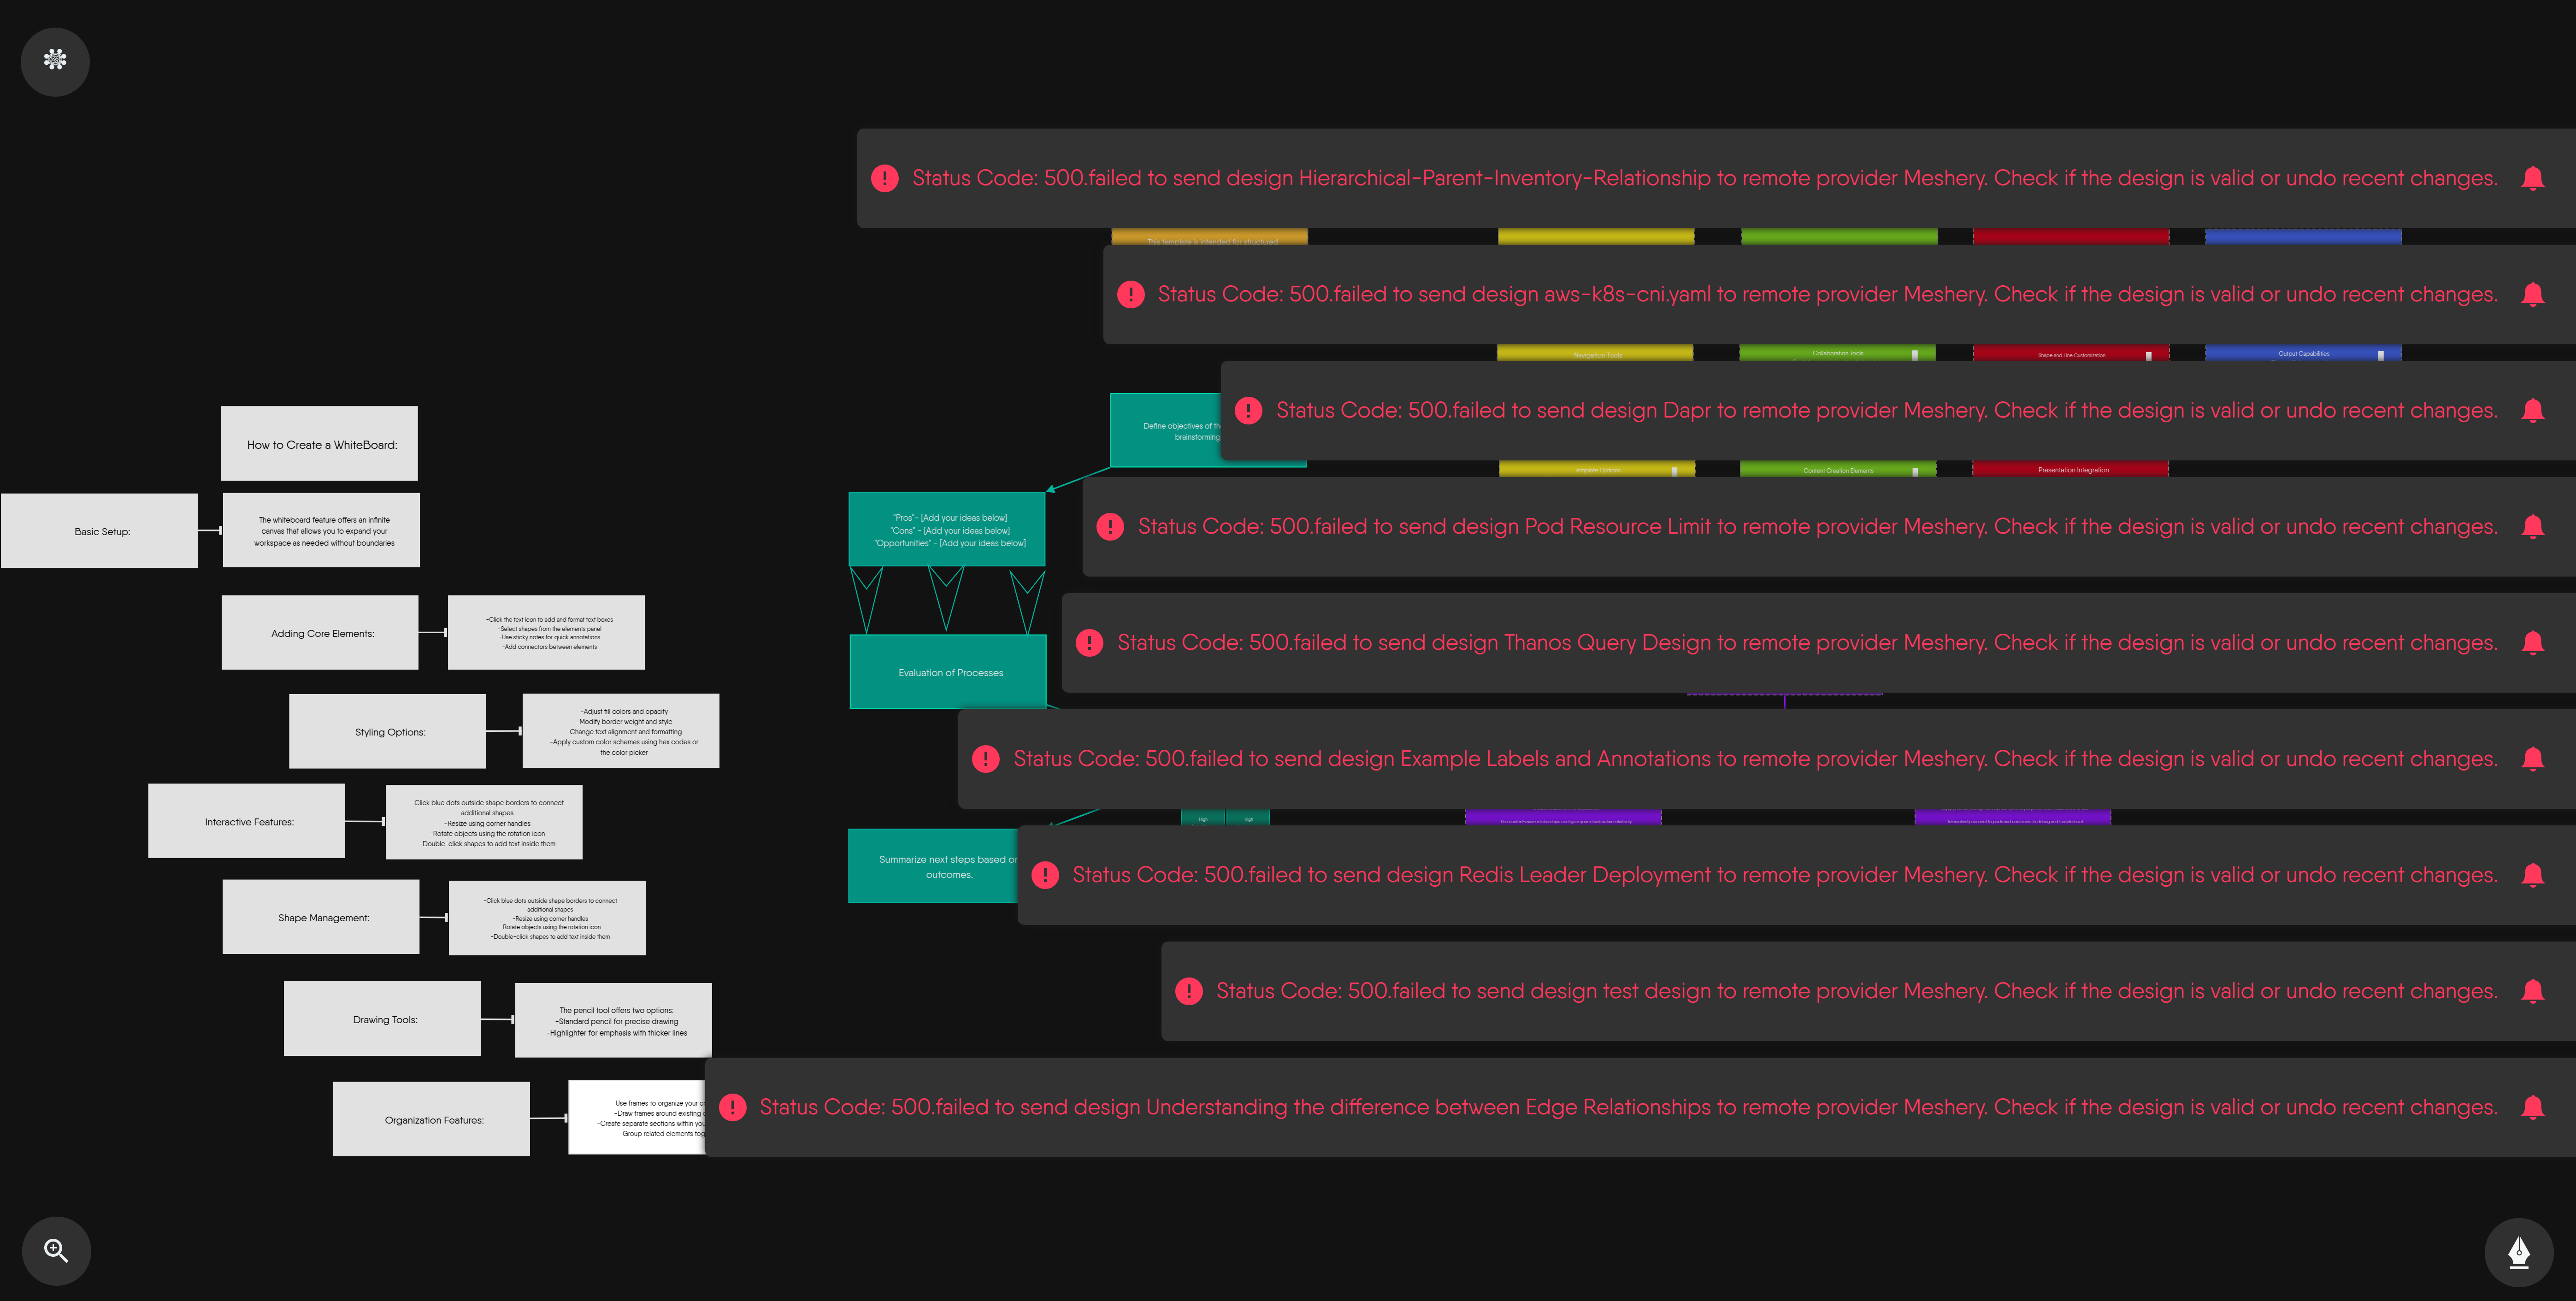 Status Code: 500.failed to send design Hierarchical-Parent-Inventory-Relationship to remote provider Meshery. Check if the design is valid or undo recent changes.
This template is intended for structured
Status Code: 500.failed to send design aws-k8s-cni.yaml to remote provider Meshery. Check if the design is valid or undo recent changes.
Navigation Tools
Collaboration Tools
Shape and Line Customization
Output Capabilities
Status Code: 500.failed to send design Dapr to remote provider Meshery. Check if the design is valid or undo recent changes.
Define objectives of th
brainstorming
Template Options
Content Creation Elements
Presentation Integration
Status Code: 500.failed to send design Pod Resource Limit to remote provider Meshery. Check if the design is valid or undo recent changes.
"Pros"- [Add your ideas below]
"Cons" - [Add your ideas below]
"Opportunities" - [Add your ideas below]
Status Code: 500.failed to send design Thanos Query Design to remote provider Meshery. Check if the design is valid or undo recent changes.
Evaluation of Processes
Status Code: 500.failed to send design Example Labels and Annotations to remote provider Meshery. Check if the design is valid or undo recent changes.
High
High
Use context-aware relationships configure your infrastructure intuitively.
Interactively connect to pods and containers to debug and troubleshoot
Summarize next steps based or
outcomes.
Status Code: 500.failed to send design Redis Leader Deployment to remote provider Meshery. Check if the design is valid or undo recent changes.
Status Code: 500.failed to send design test design to remote provider Meshery. Check if the design is valid or undo recent changes.
Status Code: 500.failed to send design Understanding the difference between Edge Relationships to remote provider Meshery. Check if the design is valid or undo recent changes.
How to Create a WhiteBoard:
Basic Setup:
The whiteboard feature offers an infinite
canvas that allows you to expand your
workspace as needed without boundaries
Adding Core Elements:
-Click the text icon to add and format text boxes
-Select shapes from the elements panel
-Use sticky notes for quick annotations
-Add connectors between elements
Styling Options:
-Adjust fill colors and opacity
-Modify border weight and style
-Change text alignment and formatting
-Apply custom color schemes using hex codes or
the color picker
Interactive Features:
-Click blue dots outside shape borders to connect
additional shapes
-Resize using corner handles
-Rotate objects using the rotation icon
-Double-click shapes to add text inside them
Shape Management:
-Click blue dots outside shape borders to connect
additional shapes
-Resize using corner handles
-Rotate objects using the rotation icon
-Double-click shapes to add text inside them
Drawing Tools:
The pencil tool offers two options:
-Standard pencil for precise drawing
-Highlighter for emphasis with thicker lines
Organization Features:
Use frames to organize your co
-Draw frames around existing
-Create separate sections within you
-Group related elements tog